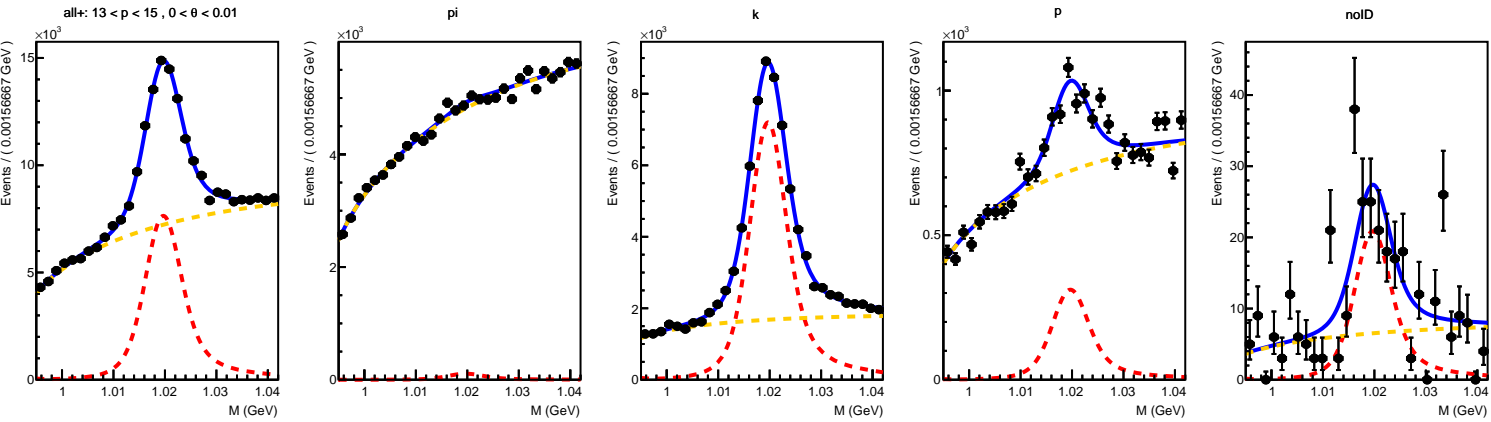 all+: 13 < p < 15 , 0 < θ < 0.01
×10³
Events / ( 0.00156667 GeV )
15
10
5
0
1 1.01 1.02 1.03 1.04
M (GeV)
pi
×10³
Events / ( 0.00156667 GeV )
4
2
0
1 1.01 1.02 1.03 1.04
M (GeV)
k
×10³
Events / ( 0.00156667 GeV )
8
6
4
2
0
1 1.01 1.02 1.03 1.04
M (GeV)
p
×10³
Events / ( 0.00156667 GeV )
1
0.5
0
1 1.01 1.02 1.03 1.04
M (GeV)
noID
Events / ( 0.00156667 GeV )
40
30
20
10
0
1 1.01 1.02 1.03 1.04
M (GeV)